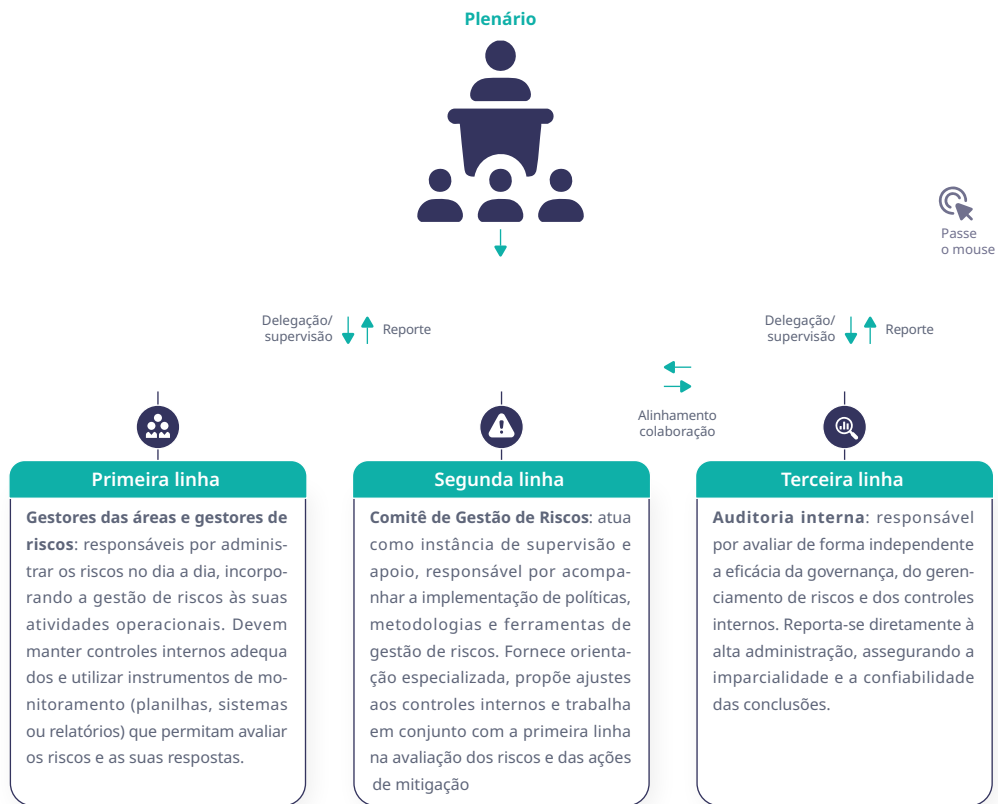 Plenário
Passe
o mouse
Delegação/
supervisão
Reporte
Delegação/
supervisão
Reporte
Alinhamento
colaboração
Primeira linha
Gestores das áreas e gestores de
riscos: responsáveis por adminis-
trar os riscos no dia a dia, incorpo-
rando a gestão de riscos às suas
atividades operacionais. Devem
manter controles internos adequa
dos e utilizar instrumentos de mo-
nitoramento (planilhas, sistemas
ou relatórios) que permitam avaliar
os riscos e as suas respostas.
Segunda linha
Comitê de Gestão de Riscos: atua
como instância de supervisão e
apoio, responsável por acompa-
nhar a implementação de políticas,
metodologias e ferramentas de
gestão de riscos. Fornece orienta-
ção especializada, propõe ajustes
aos controles internos e trabalha
em conjunto com a primeira linha
na avaliação dos riscos e das ações
de mitigação
Terceira linha
Auditoria interna: responsável
por avaliar de forma independente
a eficácia da governança, do geren-
ciamento de riscos e dos controles
internos. Reporta-se diretamente à
alta administração, assegurando a
imparcialidade e a confiabilidade
das conclusões.